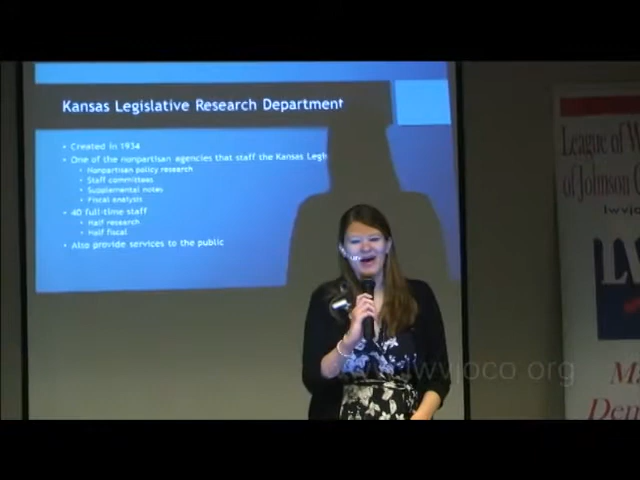 Kansas Legislative Research Department
• Created in 1934
• One of the nonpartisan agencies that staff the Kansas Legi
• Nonpartisan policy research
• Staff committees
• Supplemental notes
• Fiscal analysis
• 40 full-time staff
• Half research
• Half fiscal
• Also provide services to the public
League of W
of Johnson
lwvjo
LW
M
Dem
www.lwvjoco.org